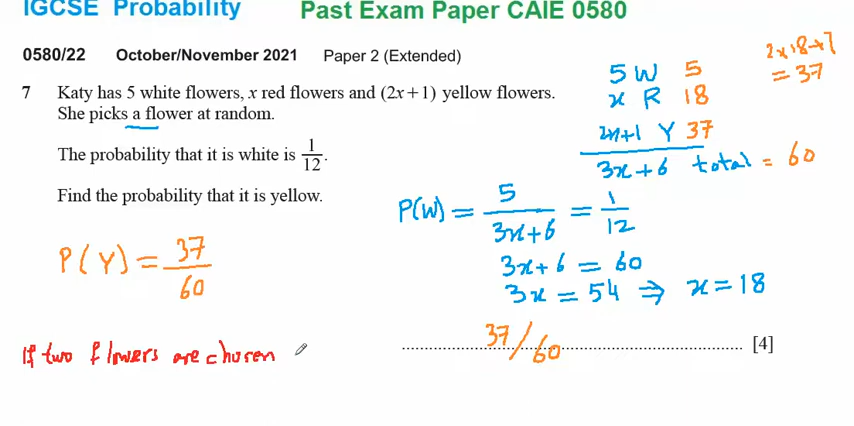 IGCSE Probability
Past Exam Paper CAIE 0580
0580/22 October/November 2021 Paper 2 (Extended)
7 Katy has 5 white flowers, x red flowers and (2x+1) yellow flowers.
She picks a flower at random.
The probability that it is white is 1/12.
Find the probability that it is yellow.
5 W 5
x R 18
2x+1 Y 37
3x+6 total = 60
2×18+1
= 37
P(W) = 5/(3x+6) = 1/12
3x+6 = 60
3x = 54 ⇒ x = 18
P(Y) = 37/60
37/60 [4]
If two flowers are chosen